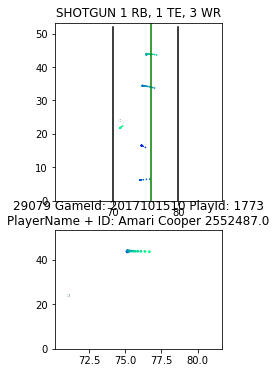 SHOTGUN 1 RB, 1 TE, 3 WR
50
40
30
20
10
0
70 80
29079 GameId: 2017101510 PlayId: 1773
PlayerName + ID: Amari Cooper 2552487.0
40
20
0
72.5 75.0 77.5 80.0